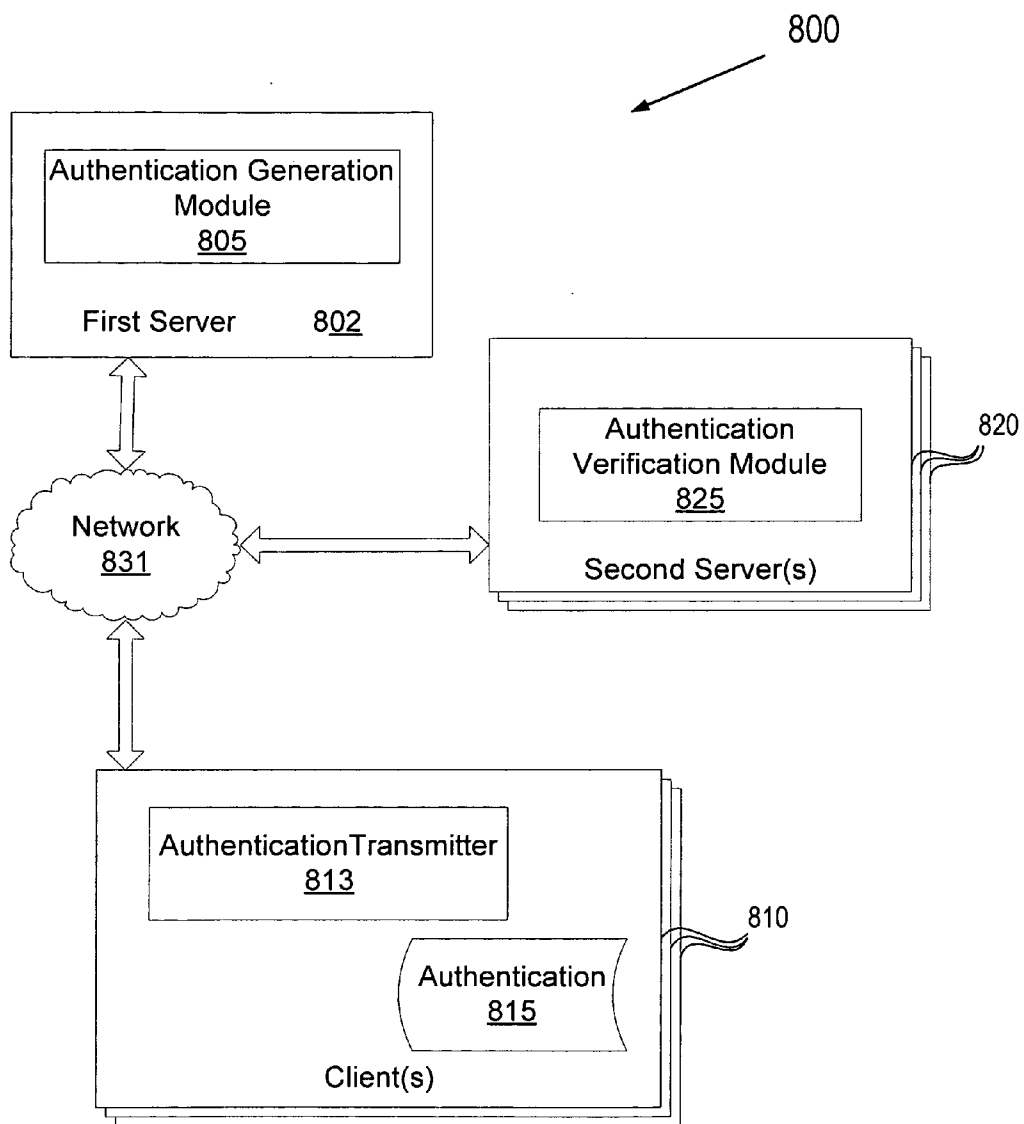 800
Authentication Generation
Module
805
First Server 802
820
Authentication
Verification Module
825
Second Server(s)
Network
831
AuthenticationTransmitter
813
810
Authentication
815
Client(s)